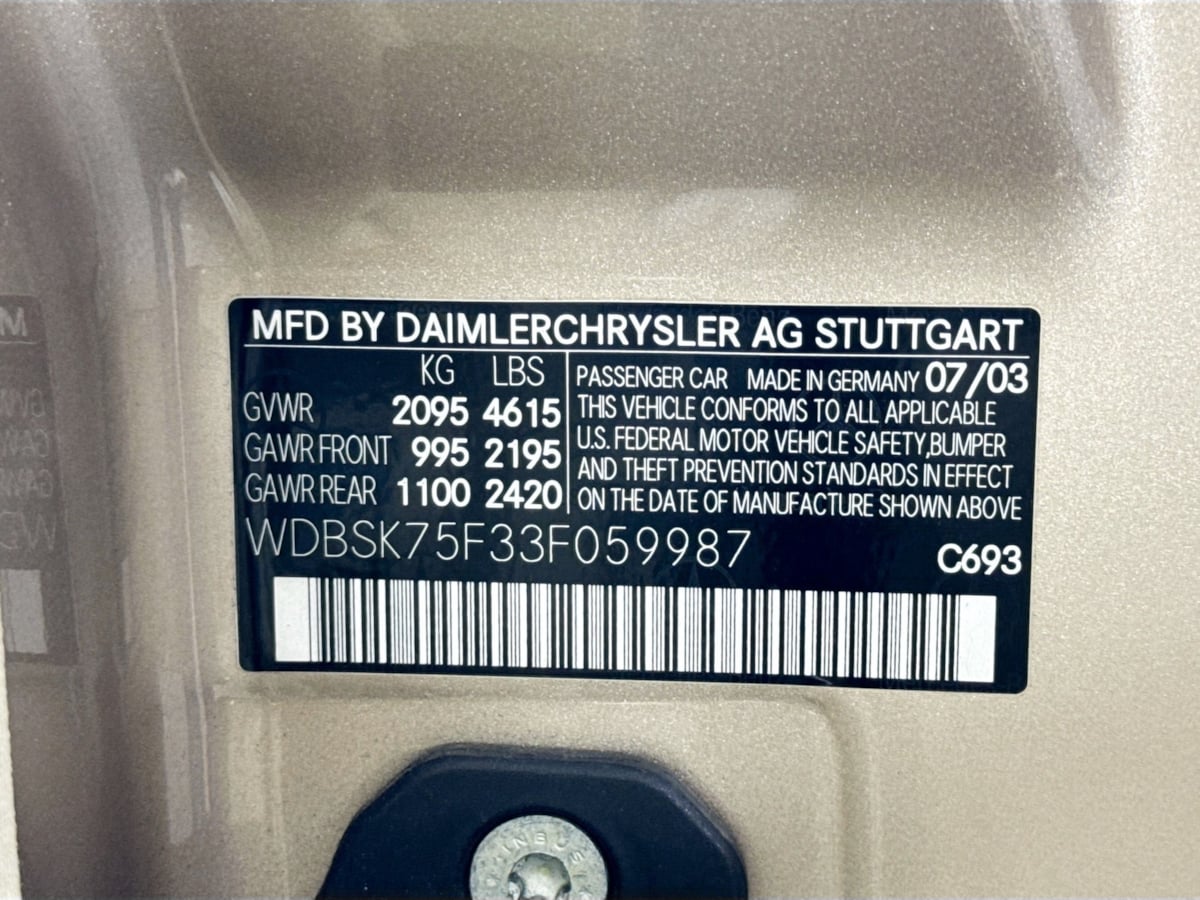 MFD BY DAIMLERCHRYSLER AG STUTTGART
KG LBS
GVWR 2095 4615
GAWR FRONT 995 2195
GAWR REAR 1100 2420
PASSENGER CAR MADE IN GERMANY 07/03
THIS VEHICLE CONFORMS TO ALL APPLICABLE
U.S. FEDERAL MOTOR VEHICLE SAFETY,BUMPER
AND THEFT PREVENTION STANDARDS IN EFFECT
ON THE DATE OF MANUFACTURE SHOWN ABOVE
WDBSK75F33F059987
C693
INBUS